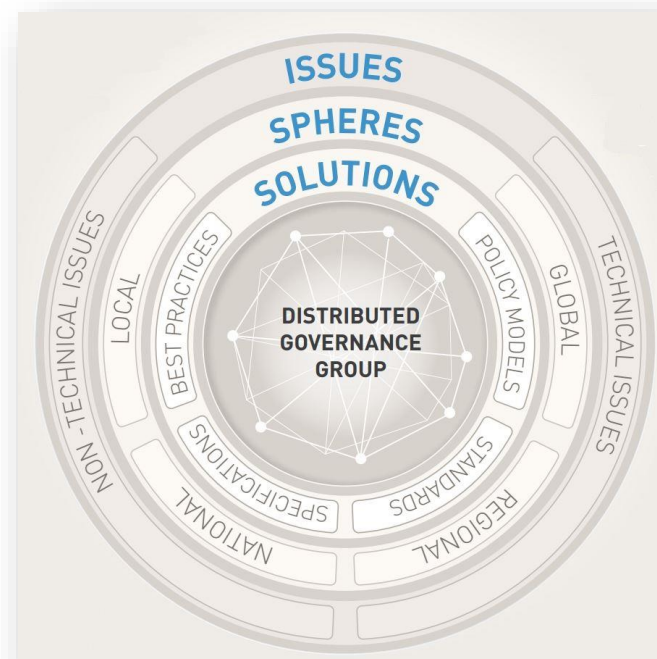 ISSUES
SPHERES
SOLUTIONS
NON - TECHNICAL ISSUES
TECHNICAL ISSUES
LOCAL
GLOBAL
NATIONAL
REGIONAL
BEST PRACTICES
POLICY MODELS
SPECIFICATIONS
STANDARDS
DISTRIBUTED
GOVERNANCE
GROUP